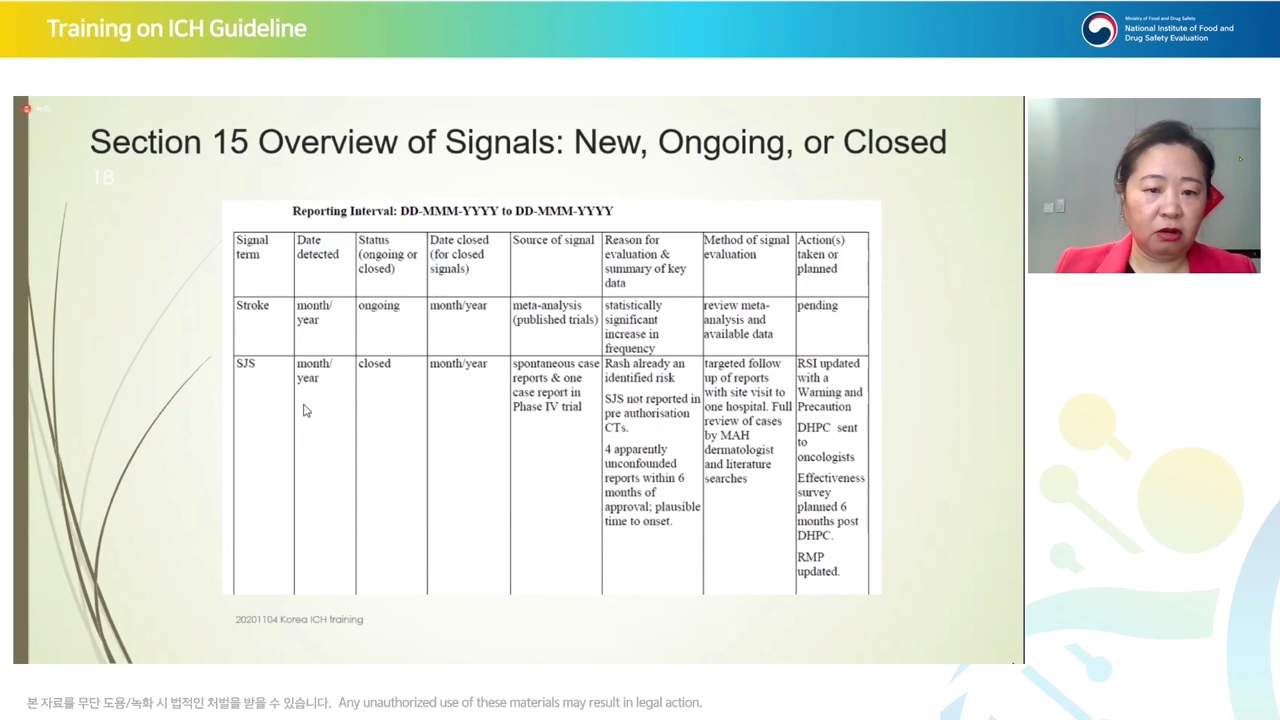 Training on ICH Guideline
Ministry of Food and Drug Safety
National Institute of Food and
Drug Safety Evaluation
Section 15 Overview of Signals: New, Ongoing, or Closed
18
Reporting Interval: DD-MMM-YYYY to DD-MMM-YYYY
Signal
term
Date
detected
Status
(ongoing or
closed)
Date closed
(for closed
signals)
Source of signal
Reason for
evaluation &
summary of key
data
Method of signal
evaluation
Action(s)
taken or
planned
Stroke
month/
year
ongoing
month/year
meta-analysis
(published trials)
statistically
significant
increase in
frequency
review meta-
analysis and
available data
pending
SJS
month/
year
closed
month/year
spontaneous case
reports & one
case report in
Phase IV trial
Rash already an
identified risk
SJS not reported in
pre authorisation
CTs.
4 apparently
unconfounded
reports within 6
months of
approval; plausible
time to onset.
targeted follow
up of reports
with site visit to
one hospital. Full
review of cases
by MAH
dermatologist
and literature
searches
RSI updated
with a
Warning and
Precaution
DHPC sent
to
oncologists
Effectiveness
survey
planned 6
months post
DHPC.
RMP
updated.
20201104 Korea ICH training
본 자료를 무단 도용/녹화 시 법적인 처벌을 받을 수 있습니다. Any unauthorized use of these materials may result in legal action.